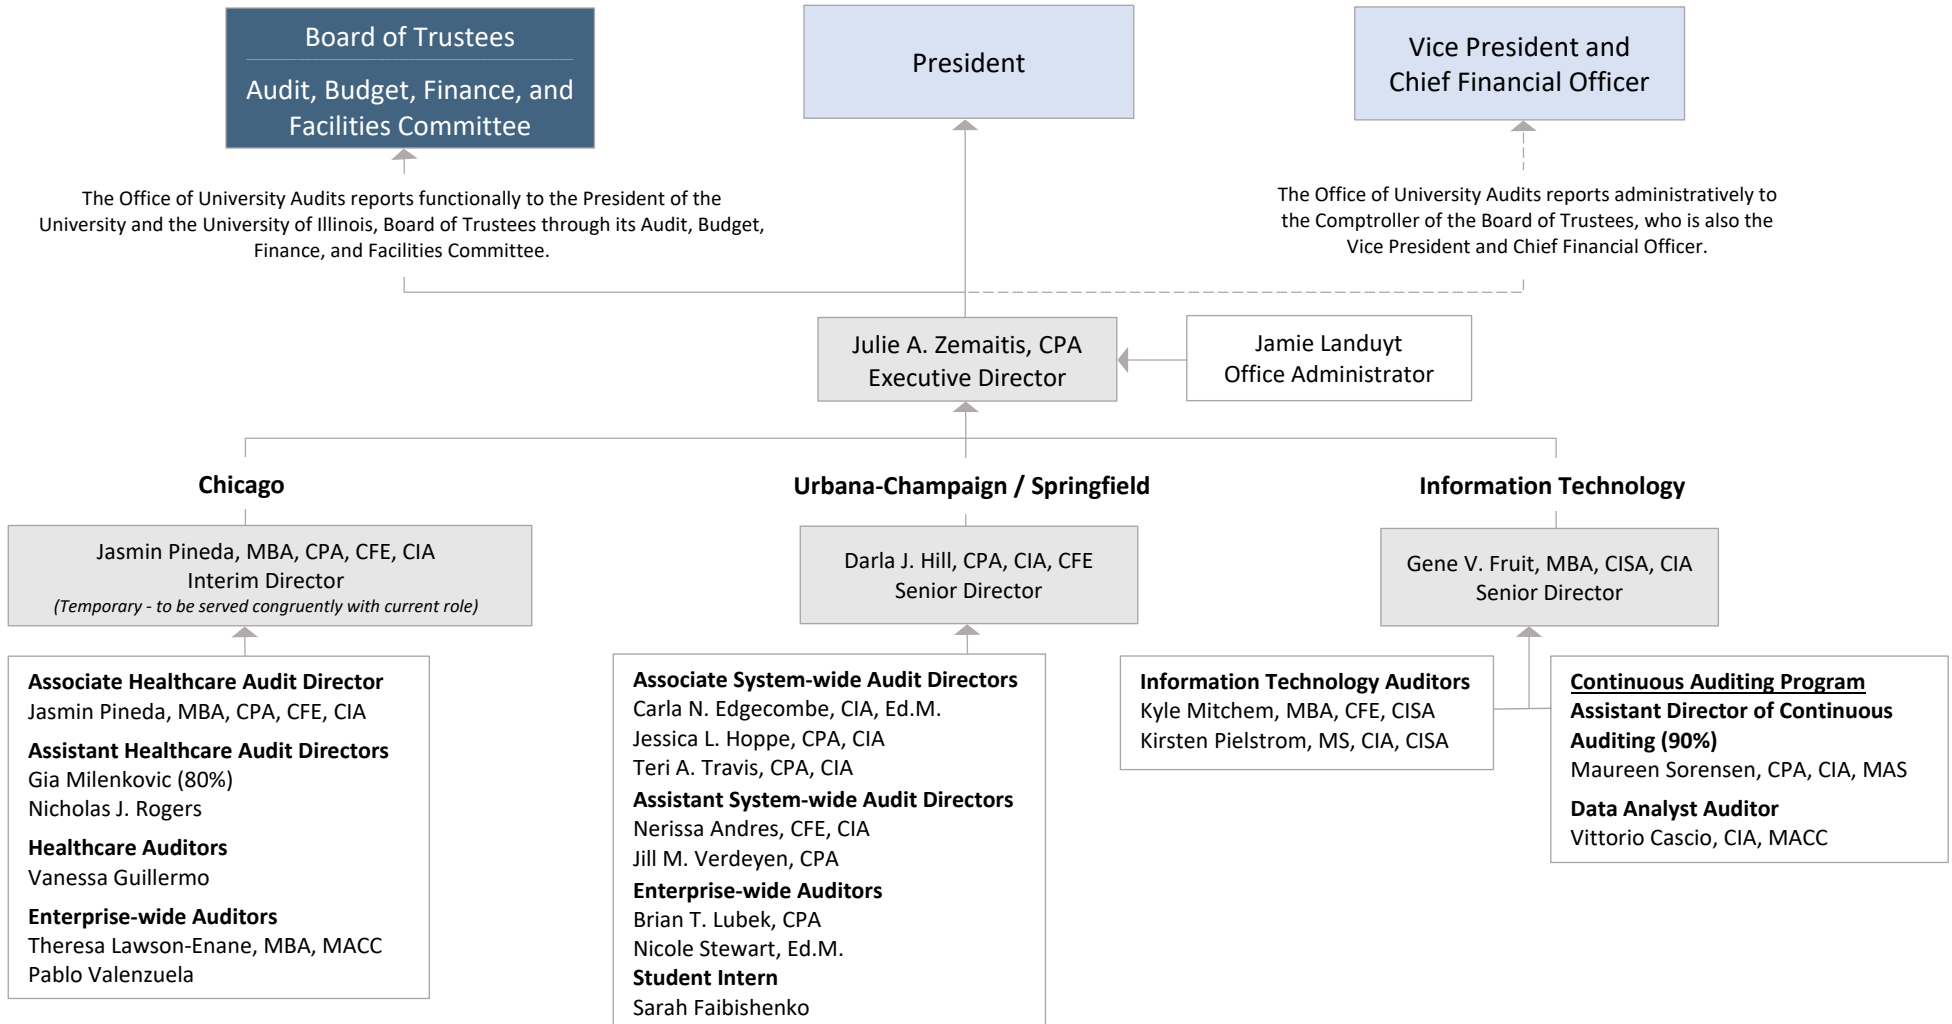 Board of Trustees
Audit, Budget, Finance, and
Facilities Committee
President
Vice President and
Chief Financial Officer
The Office of University Audits reports functionally to the President of the
University and the University of Illinois, Board of Trustees through its Audit, Budget,
Finance, and Facilities Committee.
The Office of University Audits reports administratively to
the Comptroller of the Board of Trustees, who is also the
Vice President and Chief Financial Officer.
Julie A. Zemaitis, CPA
Executive Director
Jamie Landuyt
Office Administrator
Chicago
Jasmin Pineda, MBA, CPA, CFE, CIA
Interim Director
(Temporary - to be served congruently with current role)
Associate Healthcare Audit Director
Jasmin Pineda, MBA, CPA, CFE, CIA
Assistant Healthcare Audit Directors
Gia Milenkovic (80%)
Nicholas J. Rogers
Healthcare Auditors
Vanessa Guillermo
Enterprise-wide Auditors
Theresa Lawson-Enane, MBA, MACC
Pablo Valenzuela
Urbana-Champaign / Springfield
Darla J. Hill, CPA, CIA, CFE
Senior Director
Associate System-wide Audit Directors
Carla N. Edgecombe, CIA, Ed.M.
Jessica L. Hoppe, CPA, CIA
Teri A. Travis, CPA, CIA
Assistant System-wide Audit Directors
Nerissa Andres, CFE, CIA
Jill M. Verdeyen, CPA
Enterprise-wide Auditors
Brian T. Lubek, CPA
Nicole Stewart, Ed.M.
Student Intern
Sarah Faibishenko
Information Technology
Gene V. Fruit, MBA, CISA, CIA
Senior Director
Information Technology Auditors
Kyle Mitchem, MBA, CFE, CISA
Kirsten Pielstrom, MS, CIA, CISA
Continuous Auditing Program
Assistant Director of Continuous
Auditing (90%)
Maureen Sorensen, CPA, CIA, MAS
Data Analyst Auditor
Vittorio Cascio, CIA, MACC